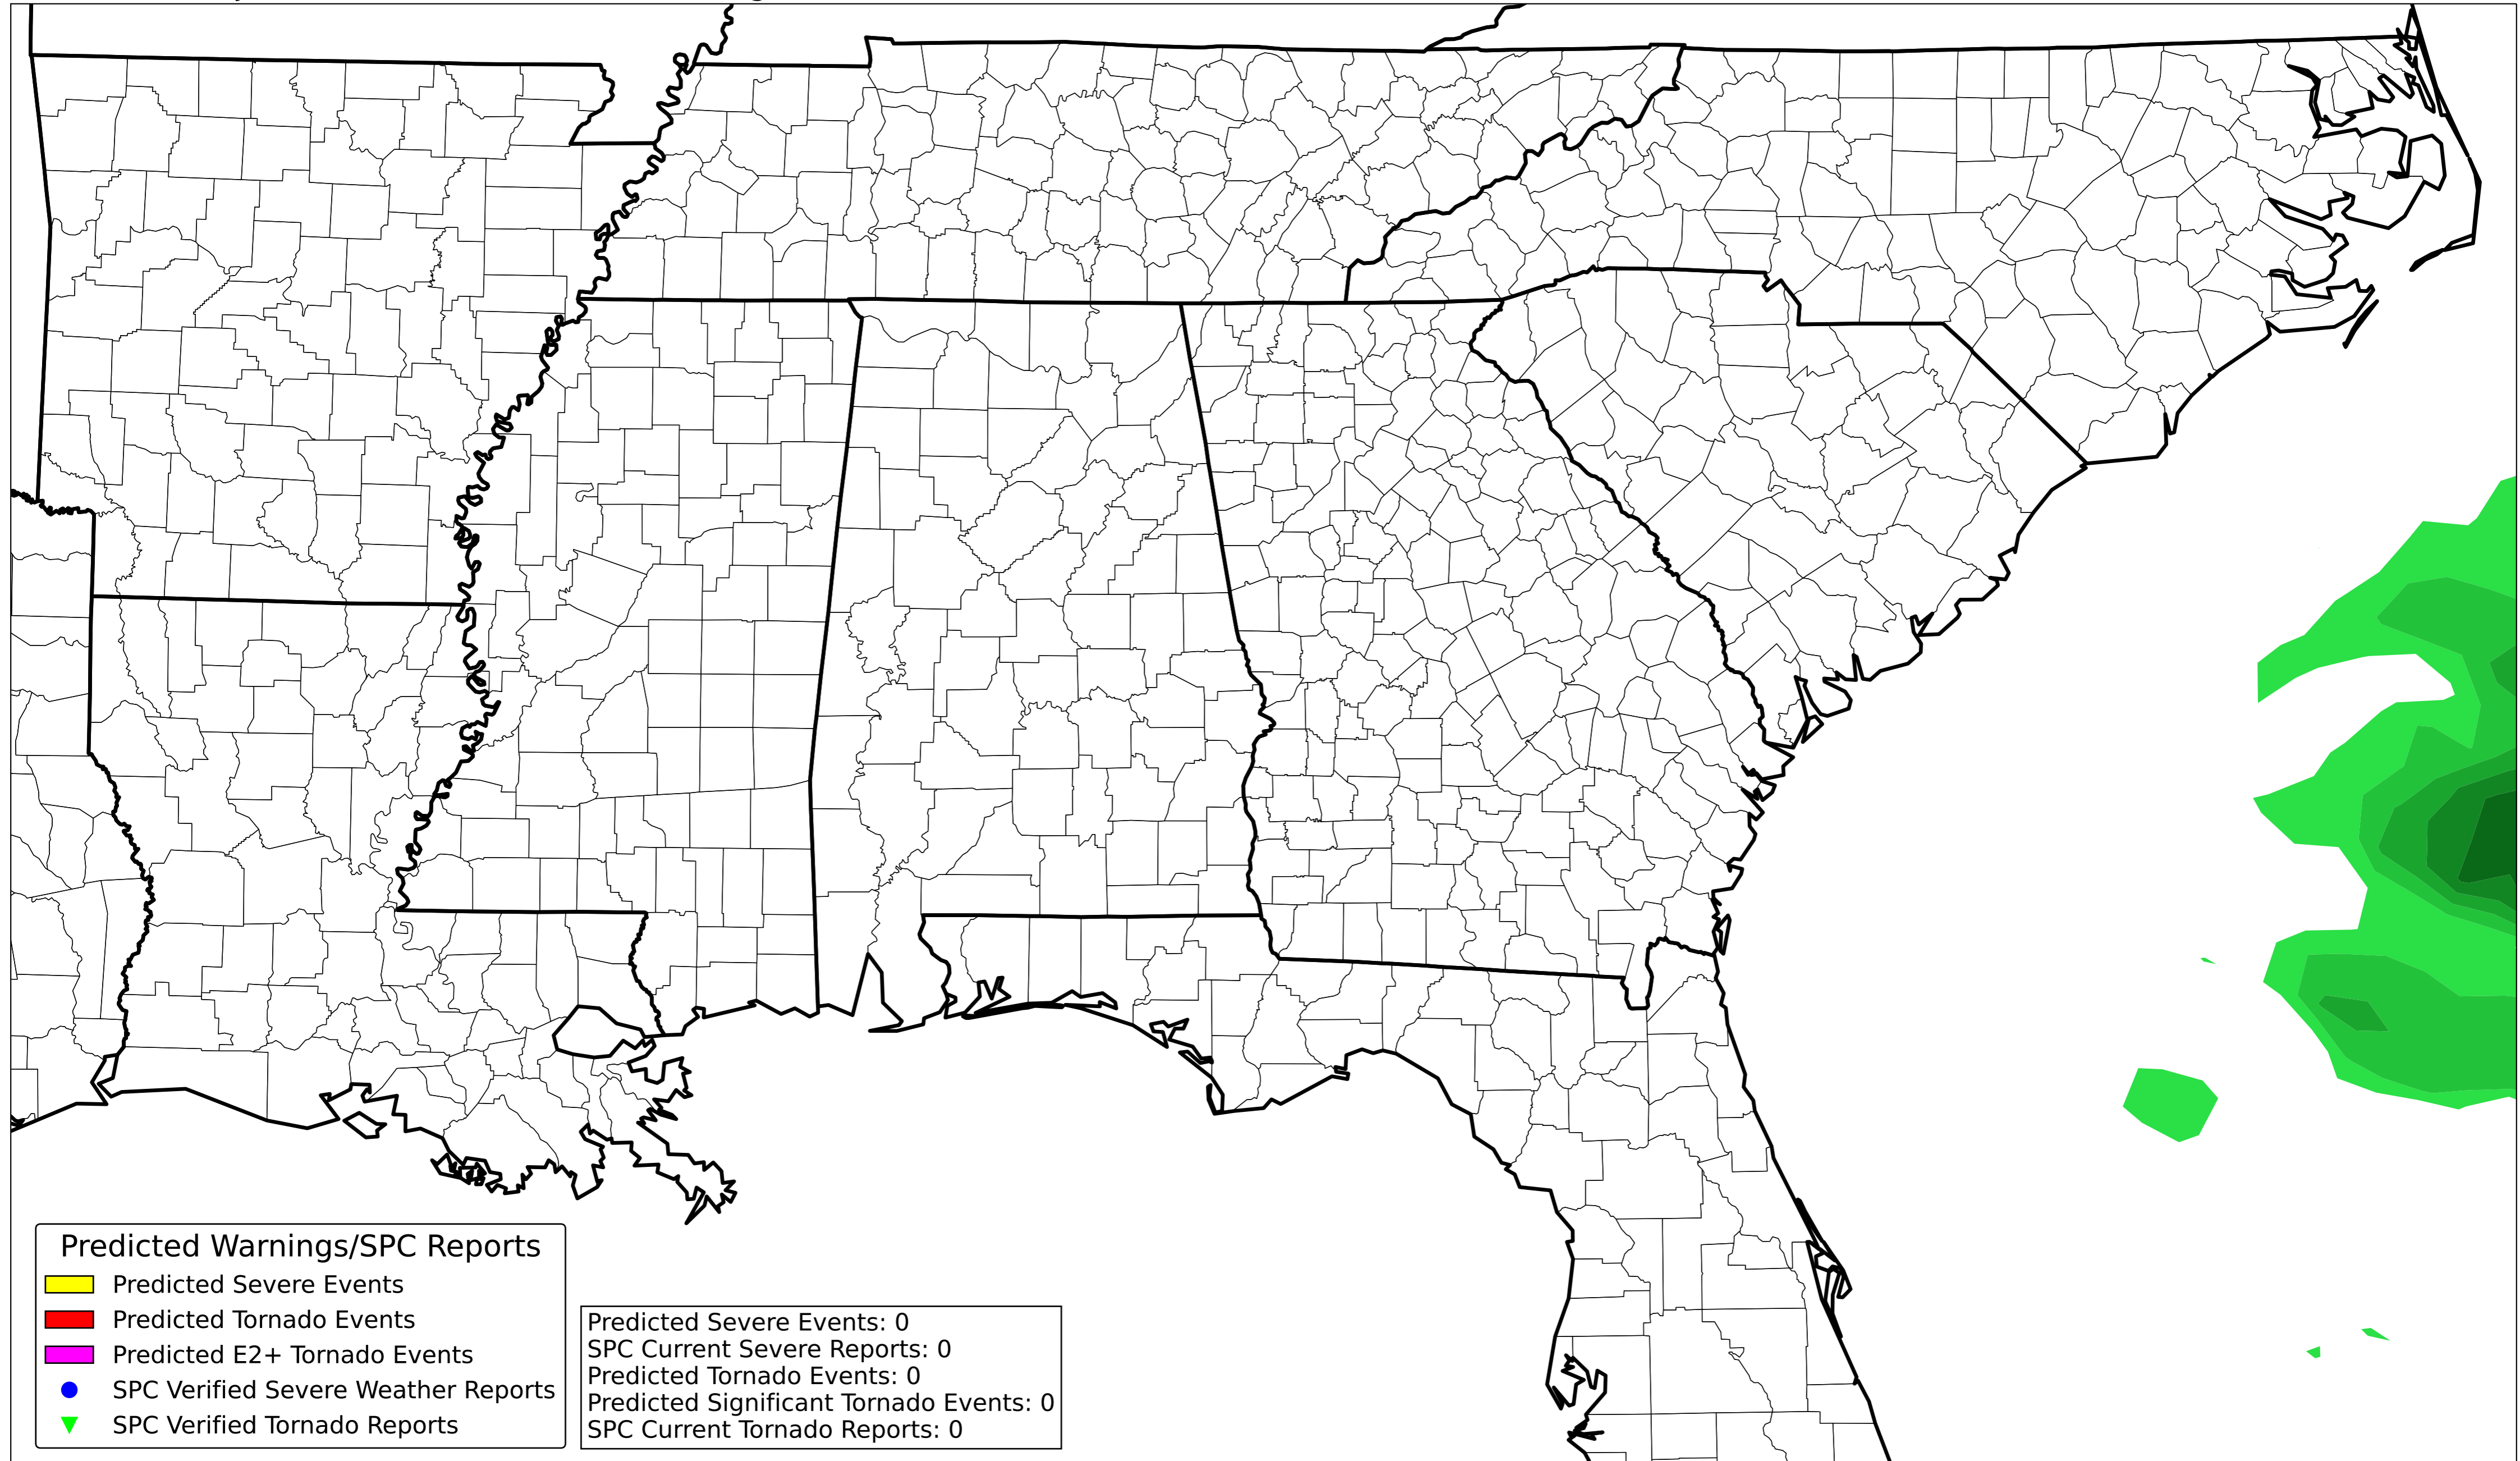 Predicted Warnings/SPC Reports
Predicted Severe Events
Predicted Tornado Events
Predicted E2+ Tornado Events
SPC Verified Severe Weather Reports
SPC Verified Tornado Reports
Predicted Severe Events: 0
SPC Current Severe Reports: 0
Predicted Tornado Events: 0
Predicted Significant Tornado Events: 0
SPC Current Tornado Reports: 0